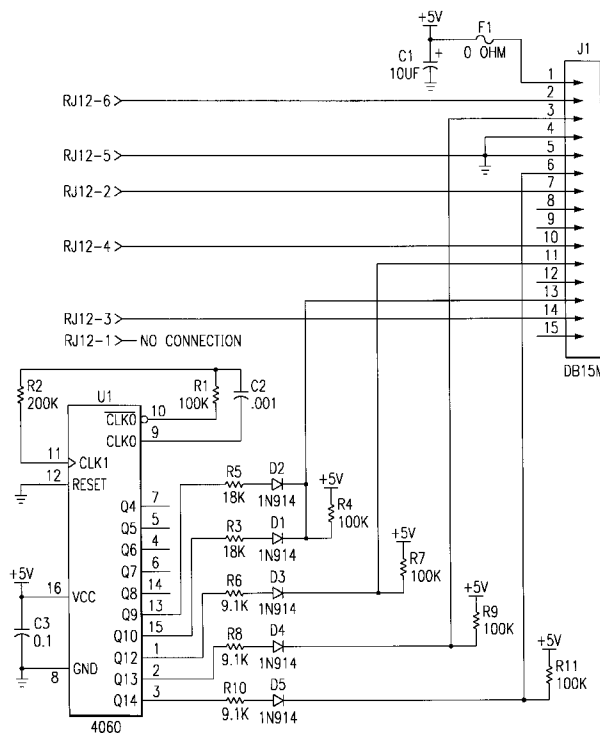 +5V
F1
0 OHM
C1
10UF
+
J1
1
2
3
4
5
6
7
8
9
10
11
12
13
14
15
DB15M
RJ12-6
RJ12-5
RJ12-2
RJ12-4
RJ12-3
RJ12-1 NO CONNECTION
R2
200K
U1
R1
100K
C2
.001
10
CLKO
9
CLKO
11
CLK1
12
RESET
Q4 7
Q5 5
Q6 4
Q7 6
Q8 14
Q9 13
Q10 15
Q12 1
Q13 2
Q14 3
+5V
16
VCC
C3
0.1
8
GND
4060
R5
18K
D2
1N914
R3
18K
D1
1N914
+5V
R4
100K
R6
9.1K
D3
1N914
+5V
R7
100K
R8
9.1K
D4
1N914
+5V
R9
100K
R10
9.1K
D5
1N914
+5V
R11
100K